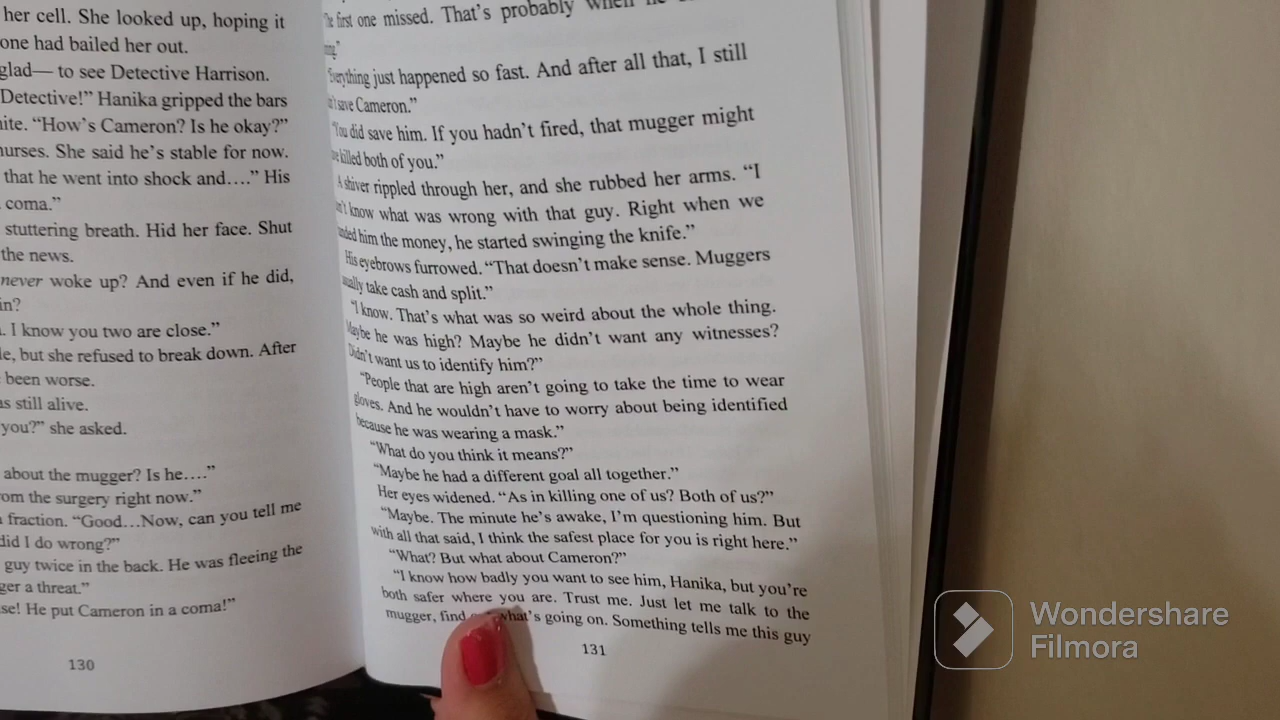 her cell. She looked up, hoping it
one had bailed her out.
glad— to see Detective Harrison.
Detective!” Hanika gripped the bars
“How’s Cameron? Is he okay?”
nurses. She said he’s stable for now.
that he went into shock and….” His
coma.”
stuttering breath. Hid her face. Shut
the news.
never woke up? And even if he did,
I know you two are close.”
but she refused to break down. After
been worse.
still alive.
you?” she asked.
about the mugger? Is he….”
from the surgery right now.”
fraction. “Good…Now, can you tell me
did I do wrong?”
guy twice in the back. He was fleeing the
a threat.”
He put Cameron in a coma!”
130
first one missed. That’s probably when he
“Everything just happened so fast. And after all that, I still
save Cameron.”
“You did save him. If you hadn’t fired, that mugger might
killed both of you.”
A shiver rippled through her, and she rubbed her arms. “I
know what was wrong with that guy. Right when we
him the money, he started swinging the knife.”
His eyebrows furrowed. “That doesn’t make sense. Muggers
take cash and split.”
“I know. That’s what was so weird about the whole thing.
Maybe he was high? Maybe he didn’t want any witnesses?
Didn’t want us to identify him?”
“People that are high aren’t going to take the time to wear
gloves. And he wouldn’t have to worry about being identified
because he was wearing a mask.”
“What do you think it means?”
“Maybe he had a different goal all together.”
Her eyes widened. “As in killing one of us? Both of us?”
“Maybe. The minute he’s awake, I’m questioning him. But
with all that said, I think the safest place for you is right here.”
“What? But what about Cameron?”
“I know how badly you want to see him, Hanika, but you’re
both safer where you are. Trust me. Just let me talk to the
mugger, find what’s going on. Something tells me this guy
131
Wondershare
Filmora